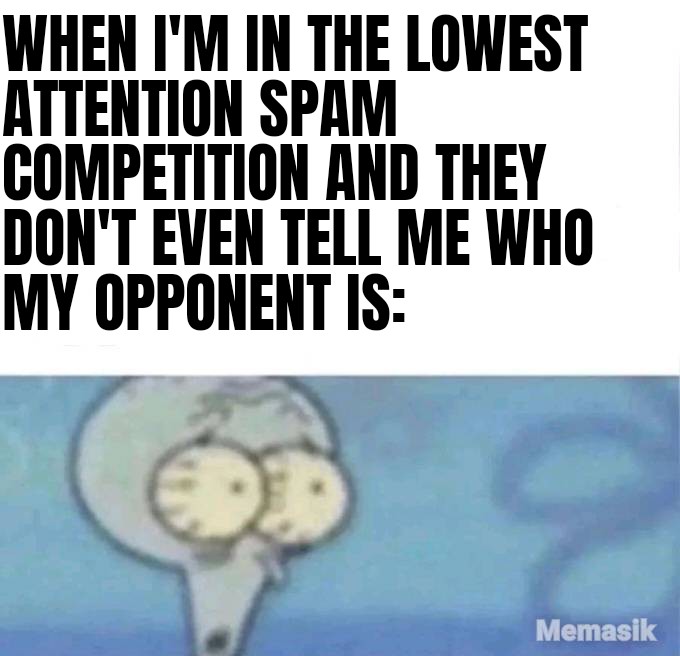 WHEN I'M IN THE LOWEST
ATTENTION SPAM
COMPETITION AND THEY
DON'T EVEN TELL ME WHO
MY OPPONENT IS:
Memasik